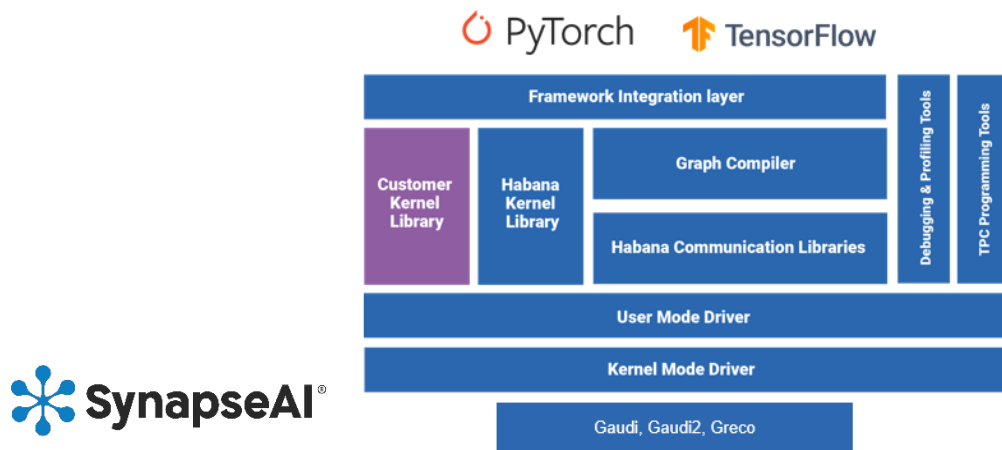 PyTorch
TensorFlow
Framework Integration layer
Customer
Kernel
Library
Habana
Kernel
Library
Graph Compiler
Habana Communication Libraries
Debugging & Profiling Tools
TPC Programming Tools
User Mode Driver
Kernel Mode Driver
SynapseAI®
Gaudi, Gaudi2, Greco